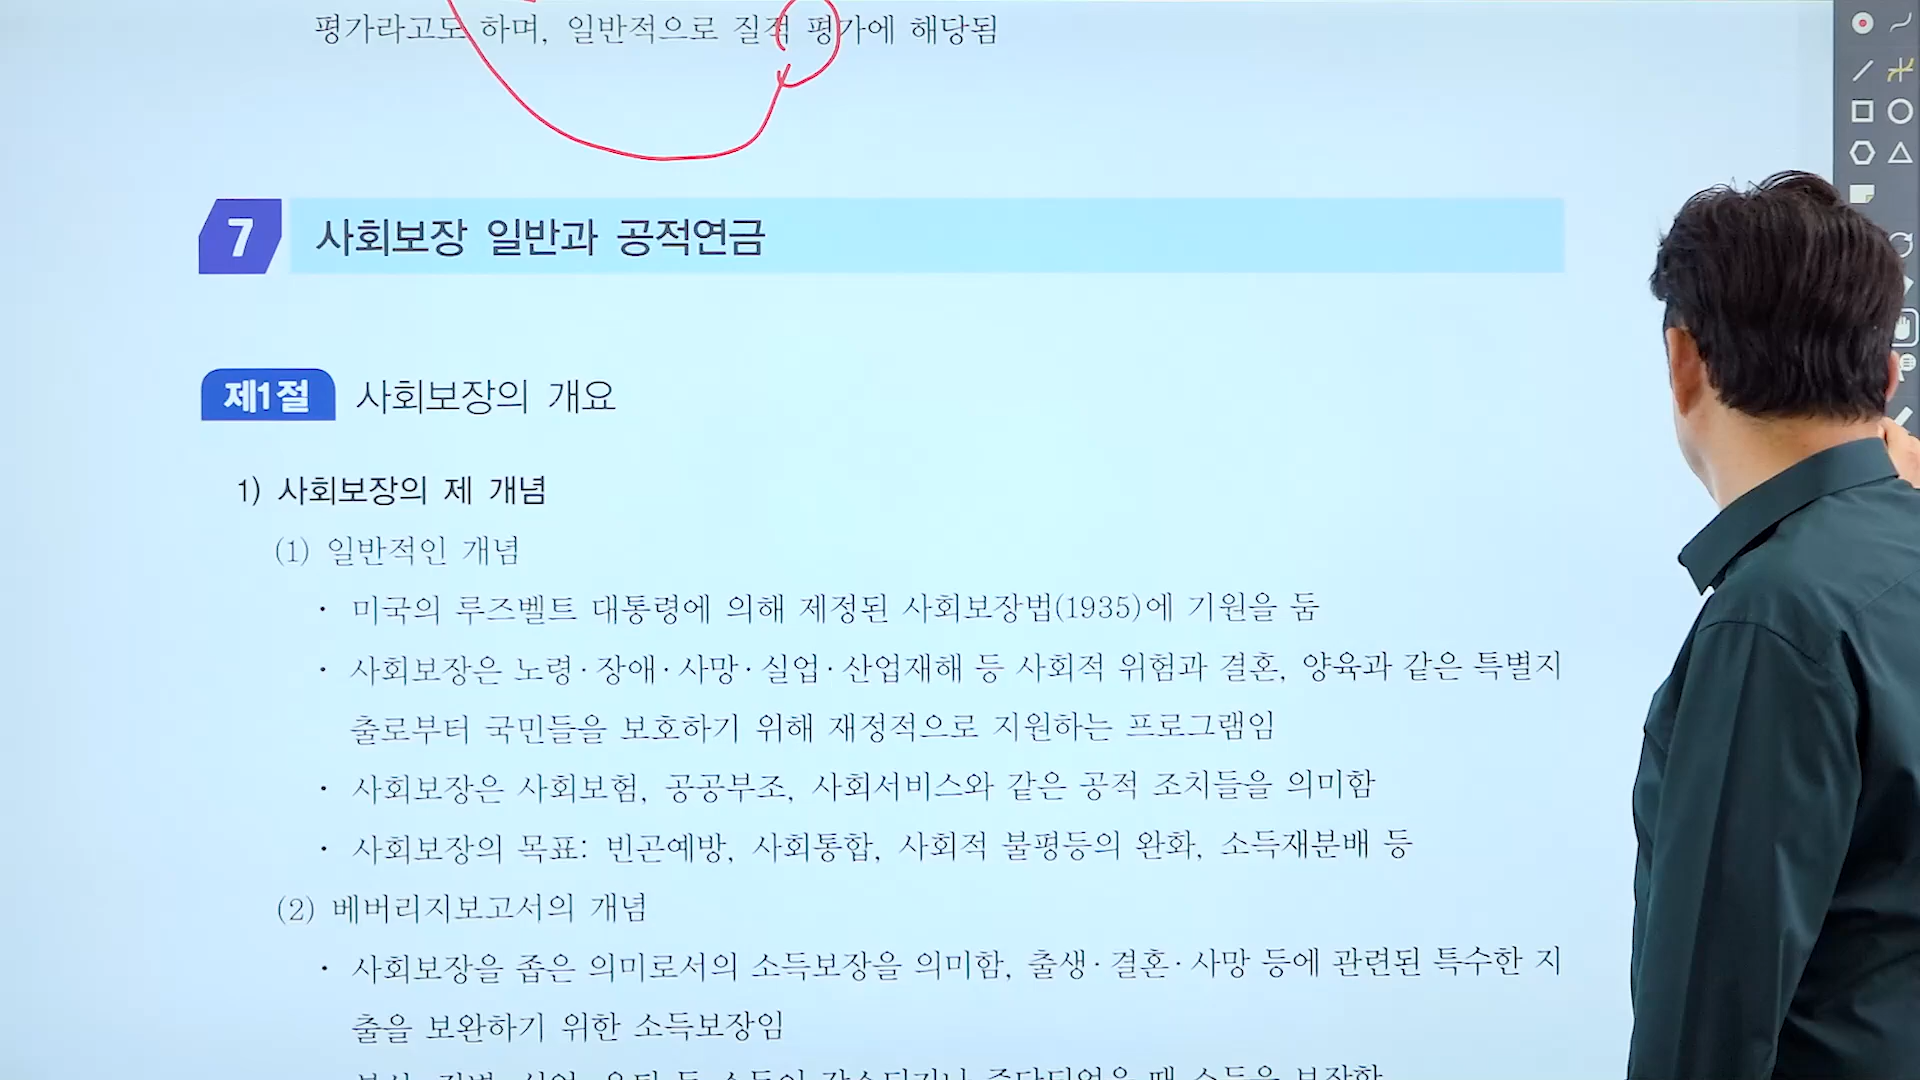 평가라고도 하며, 일반적으로 질적 평가에 해당됨
7 사회보장 일반과 공적연금
제1절 사회보장의 개요
1) 사회보장의 제 개념
(1) 일반적인 개념
· 미국의 루즈벨트 대통령에 의해 제정된 사회보장법(1935)에 기원을 둠
· 사회보장은 노령·장애·사망·실업·산업재해 등 사회적 위험과 결혼, 양육과 같은 특별지
출로부터 국민들을 보호하기 위해 재정적으로 지원하는 프로그램임
· 사회보장은 사회보험, 공공부조, 사회서비스와 같은 공적 조치들을 의미함
· 사회보장의 목표: 빈곤예방, 사회통합, 사회적 불평등의 완화, 소득재분배 등
(2) 베버리지보고서의 개념
· 사회보장을 좁은 의미로서의 소득보장을 의미함, 출생·결혼·사망 등에 관련된 특수한 지
출을 보완하기 위한 소득보장임